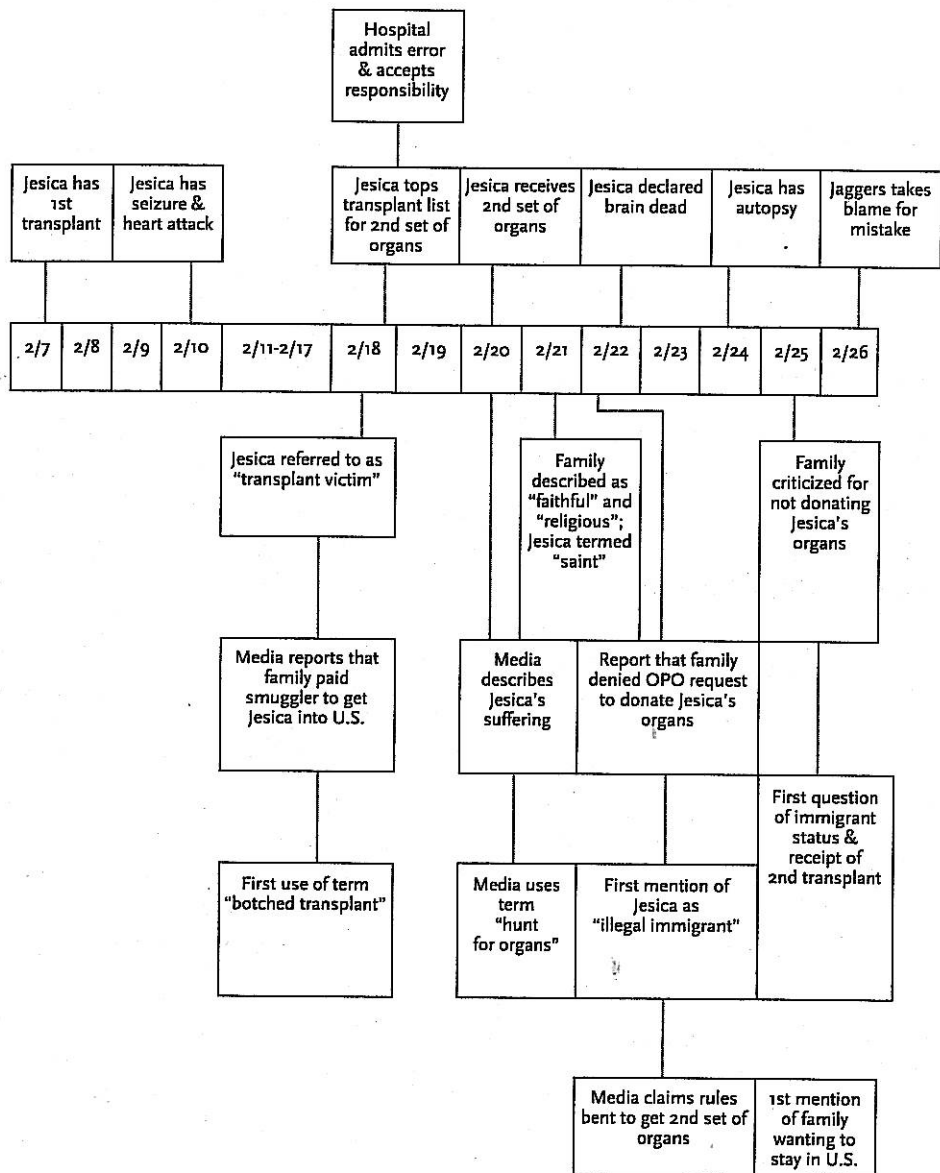 Hospital
admits error
& accepts
responsibility
Jesica has
1st
transplant
Jesica has
seizure &
heart attack
Jesica tops
transplant list
for 2nd set of
organs
Jesica receives
2nd set of
organs
Jesica declared
brain dead
Jesica has
autopsy
Jaggers takes
blame for
mistake
2/7
2/8
2/9
2/10
2/11-2/17
2/18
2/19
2/20
2/21
2/22
2/23
2/24
2/25
2/26
Jesica referred to as
“transplant victim”
Family
described as
“faithful” and
“religious”;
Jesica termed
“saint”
Family
criticized for
not donating
Jesica’s
organs
Media reports that
family paid
smuggler to get
Jesica into U.S.
Media
describes
Jesica’s
suffering
Report that family
denied OPO request
to donate Jesica’s
organs
First use of term
“botched transplant”
Media uses
term
“hunt
for organs”
First mention of
Jesica as
“illegal immigrant”
First question
of immigrant
status &
receipt of
2nd transplant
Media claims rules
bent to get 2nd set of
organs
1st mention
of family
wanting to
stay in U.S.